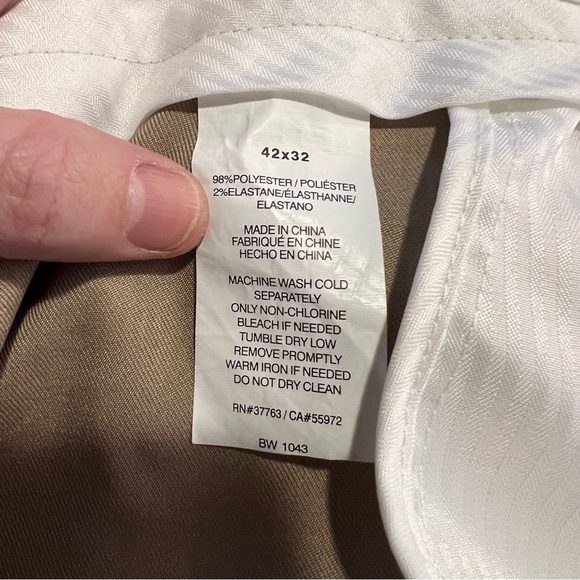 42x32
98%POLYESTER / POLIÉSTER
2%ELASTANE/ÉLASTHANNE/
ELASTANO
MADE IN CHINA
FABRIQUÉ EN CHINE
HECHO EN CHINA
MACHINE WASH COLD
SEPARATELY
ONLY NON-CHLORINE
BLEACH IF NEEDED
TUMBLE DRY LOW
REMOVE PROMPTLY
WARM IRON IF NEEDED
DO NOT DRY CLEAN
RN#37763 / CA#55972
BW 1043